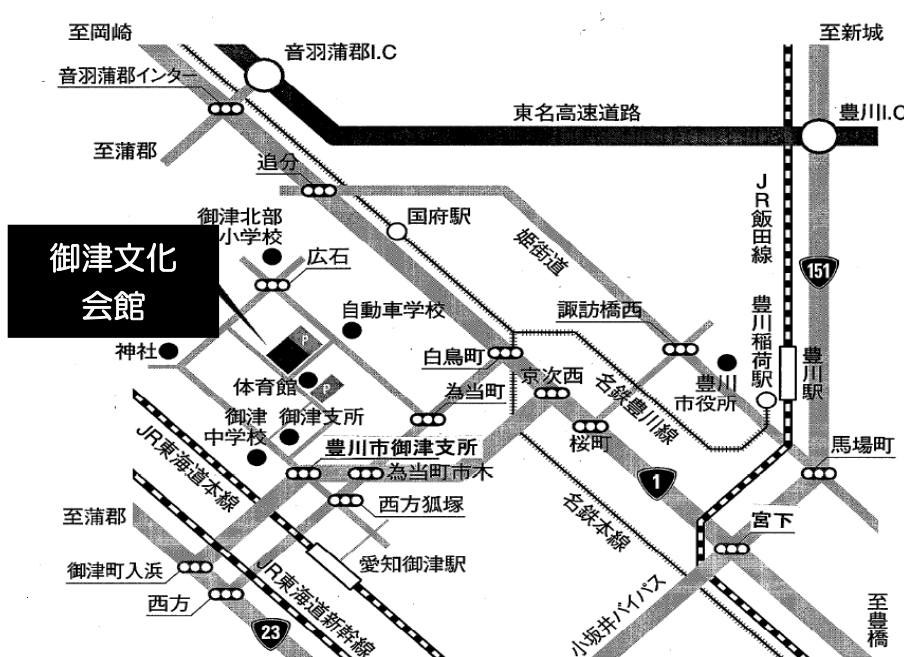 至岡崎
至新城
音羽蒲郡I.C
音羽蒲郡インター
東名高速道路
豊川I.C
至蒲郡
追分
JR飯田線
御津北部
小学校
国府駅
姫街道
御津文化
会館
広石
151
P
自動車学校
諏訪橋西
豊川稲荷駅
神社
白鳥町
豊川駅
京次西
体育館
P
為当町
名鉄豊川線
豊川
市役所
御津
中学校
御津支所
桜町
JR東海道本線
豊川市御津支所
馬場町
為当町市木
1
西方狐塚
名鉄本線
宮下
至蒲郡
御津町入浜
愛知御津駅
JR東海道新幹線
西方
小坂井バイパス
至豊橋
23